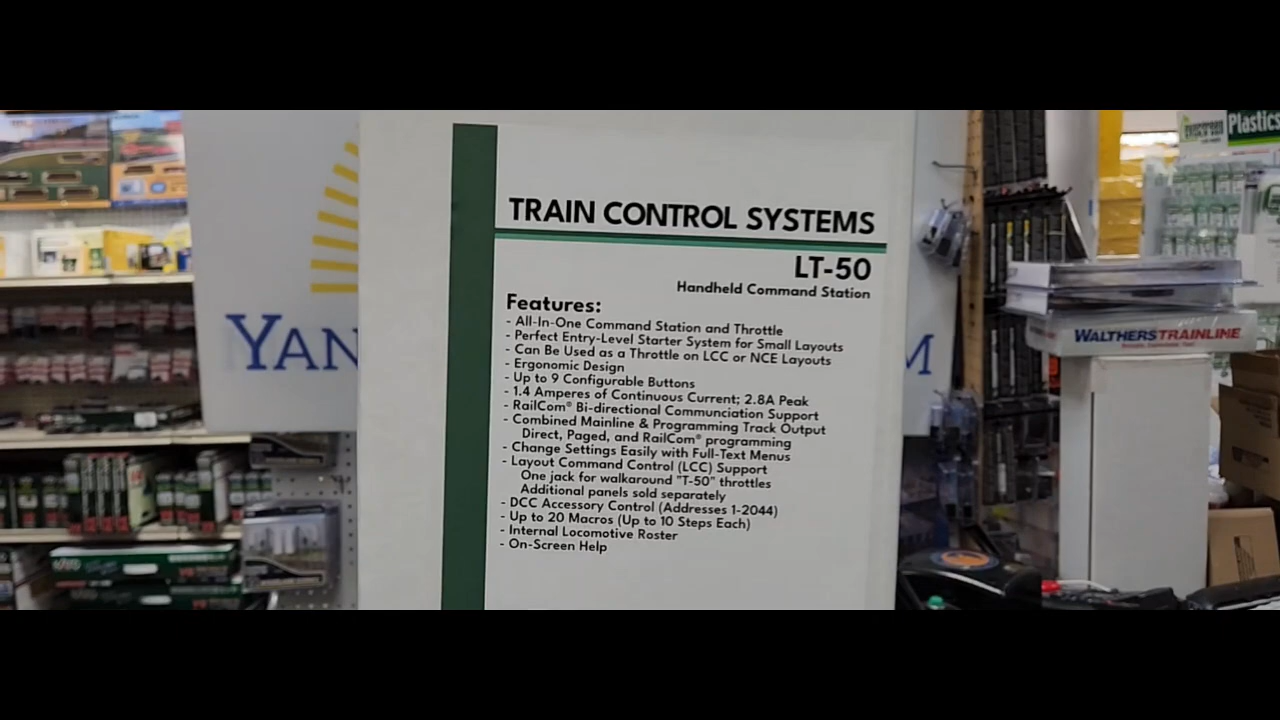 TRAIN CONTROL SYSTEMS
LT-50
Handheld Command Station
Features:
- All-In-One Command Station and Throttle
- Perfect Entry-Level Starter System for Small Layouts
- Can Be Used as a Throttle on LCC or NCE Layouts
- Ergonomic Design
- Up to 9 Configurable Buttons
- 1.4 Amperes of Continuous Current; 2.8A Peak
- RailCom® Bi-directional Communciation Support
- Combined Mainline & Programming Track Output
Direct, Paged, and RailCom® programming
- Change Settings Easily with Full-Text Menus
- Layout Command Control (LCC) Support
One jack for walkaround "T-50" throttles
Additional panels sold separately
- DCC Accessory Control (Addresses 1-2044)
- Up to 20 Macros (Up to 10 Steps Each)
- Internal Locomotive Roster
- On-Screen Help
YAN
M
WALTHERS TRAINLINE
Plastics